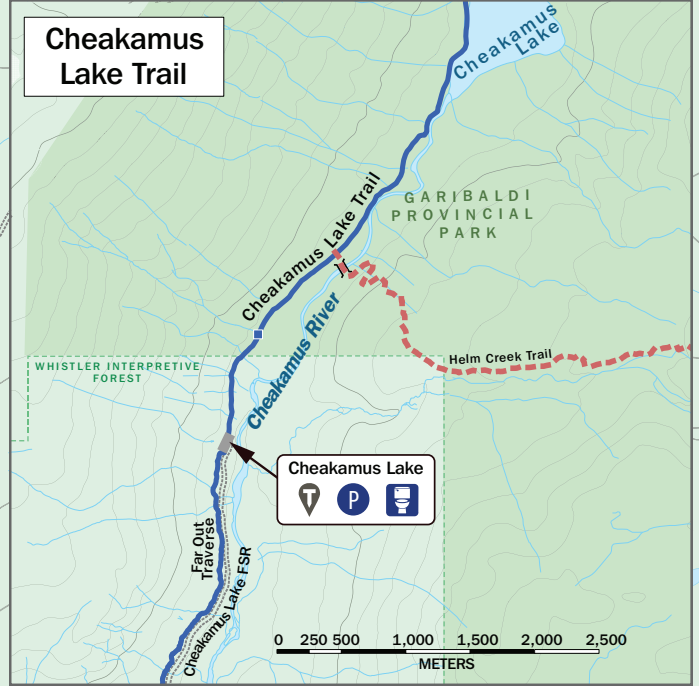 Cheakamus
Lake Trail
Cheakamus
Lake
GARIBALDI
PROVINCIAL
PARK
Cheakamus Lake Trail
Cheakamus River
Helm Creek Trail
WHISTLER INTERPRETIVE
FOREST
Cheakamus Lake
T
P
Far Out
Traverse
Cheakamus Lake FSR
0 250 500 1,000 1,500 2,000 2,500
METERS